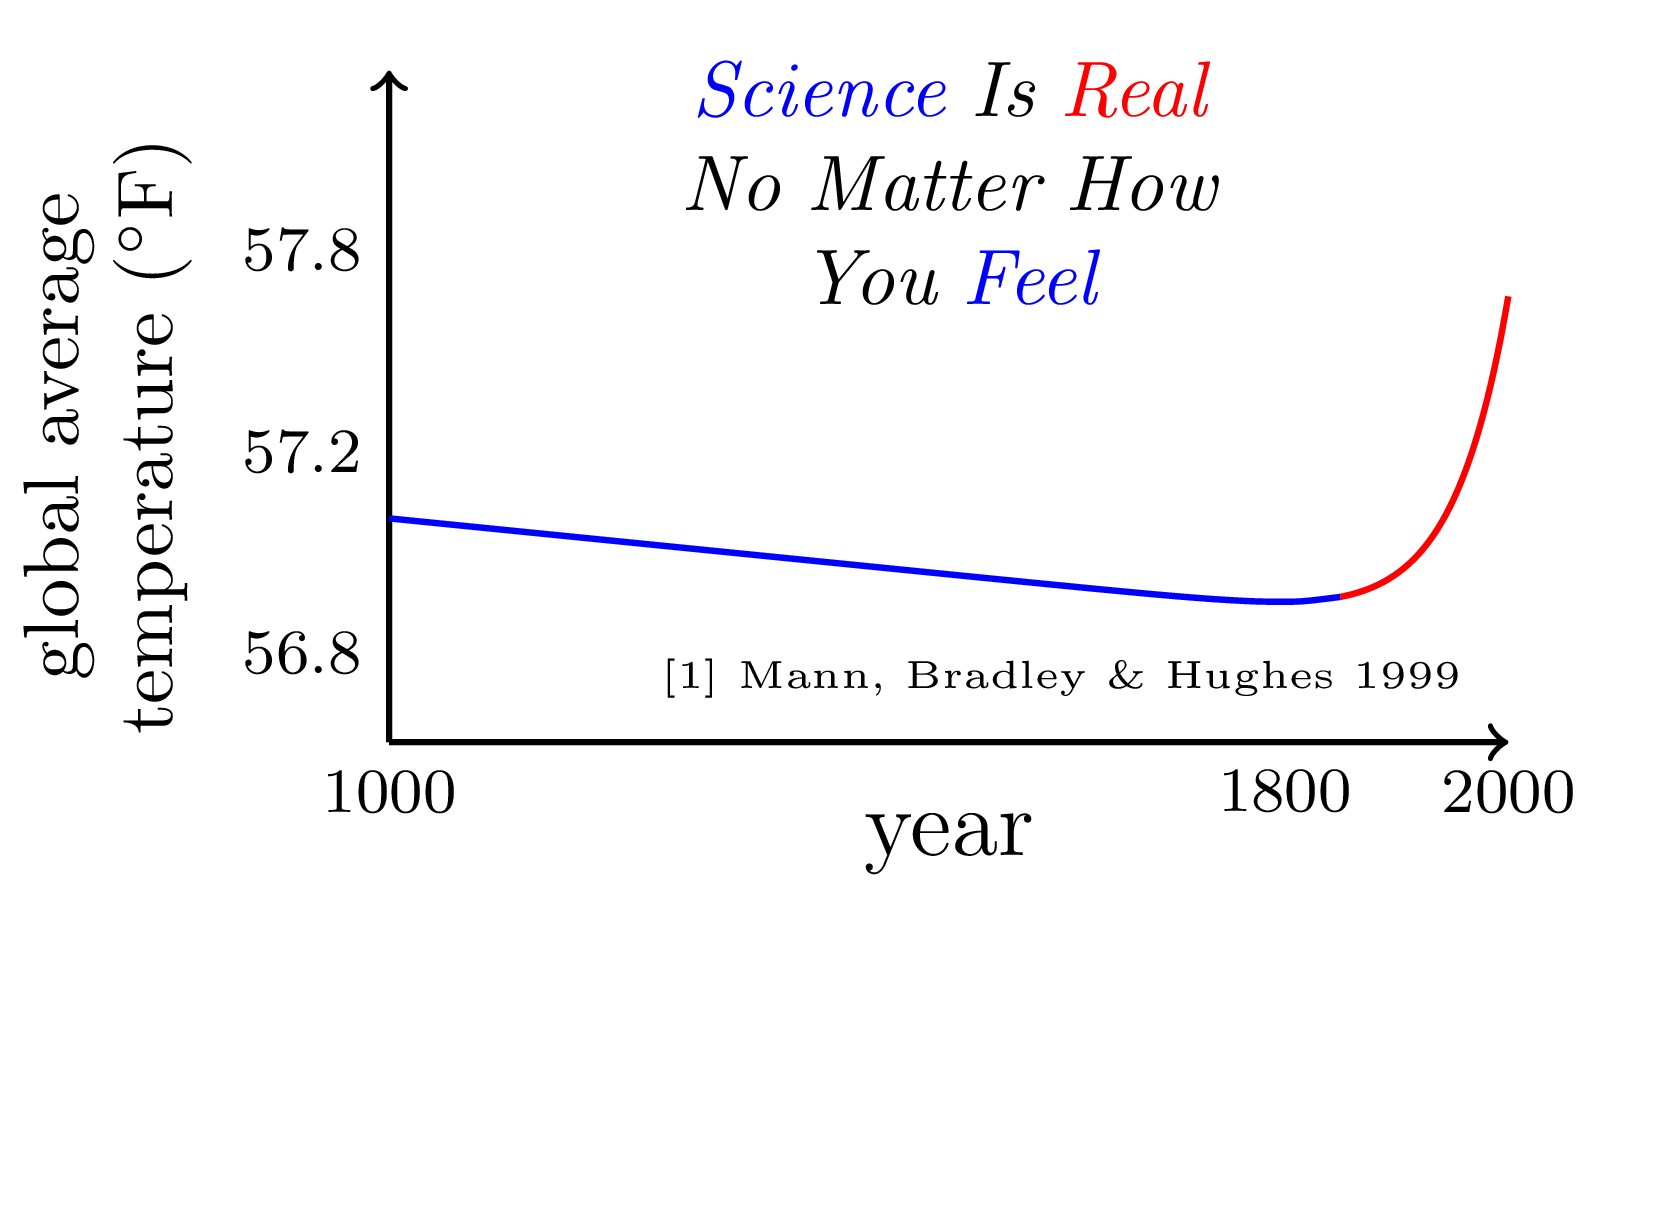 Science Is Real
No Matter How
You Feel
global average
temperature (°F)
57.8
57.2
56.8
[1] Mann, Bradley & Hughes 1999
1000
1800
2000
year